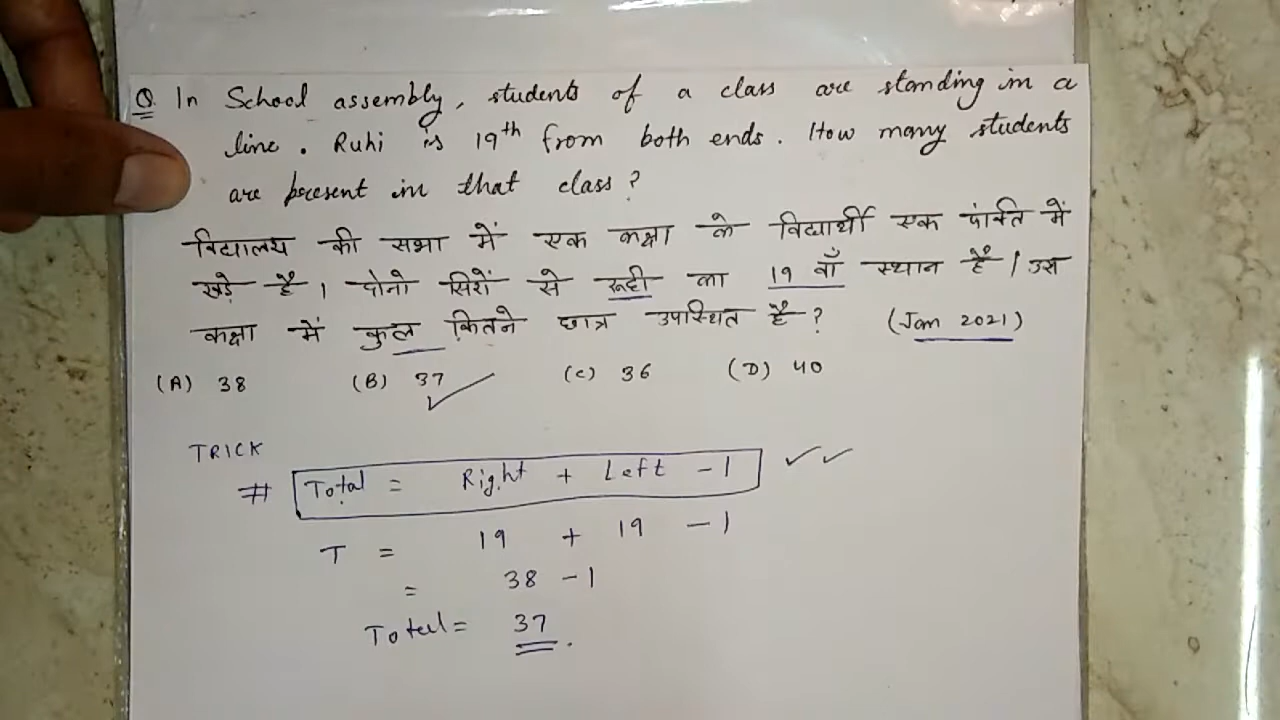 Q. In School assembly, students of a class are standing in a
line. Ruhi is 19th from both ends. How many students
are present in that class?
विद्यालय की सभा में एक कक्षा के विद्यार्थी एक पंक्ति में
खड़े है। दोनो सिरों से रूही का 19 वाँ स्थान है। उस
कक्षा में कुल कितने छात्र उपस्थित है?   (Jan 2021)
(A) 38   (B) 37 ✓   (C) 36   (D) 40
TRICK
# Total = Right + Left - 1 ✓✓
T = 19 + 19 - 1
= 38 - 1
Total = 37.